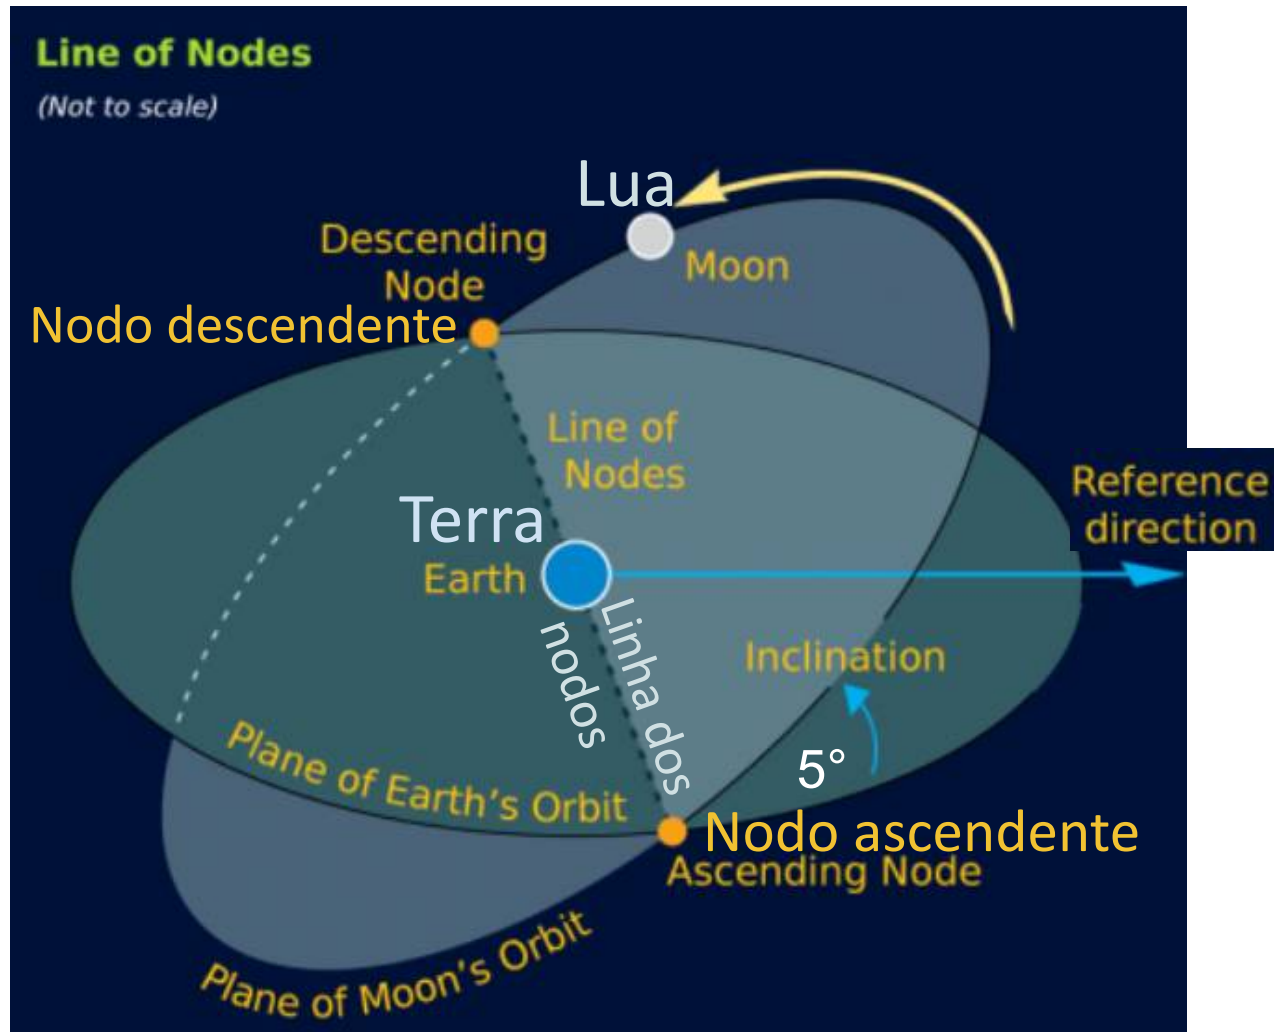 Line of Nodes
(Not to scale)
Lua
Descending
Node
Moon
Nodo descendente
Line of
Nodes
Reference
direction
Terra
Earth
Linha dos
nodos
Inclination
5°
Plane of Earth's Orbit
Nodo ascendente
Ascending Node
Plane of Moon's Orbit